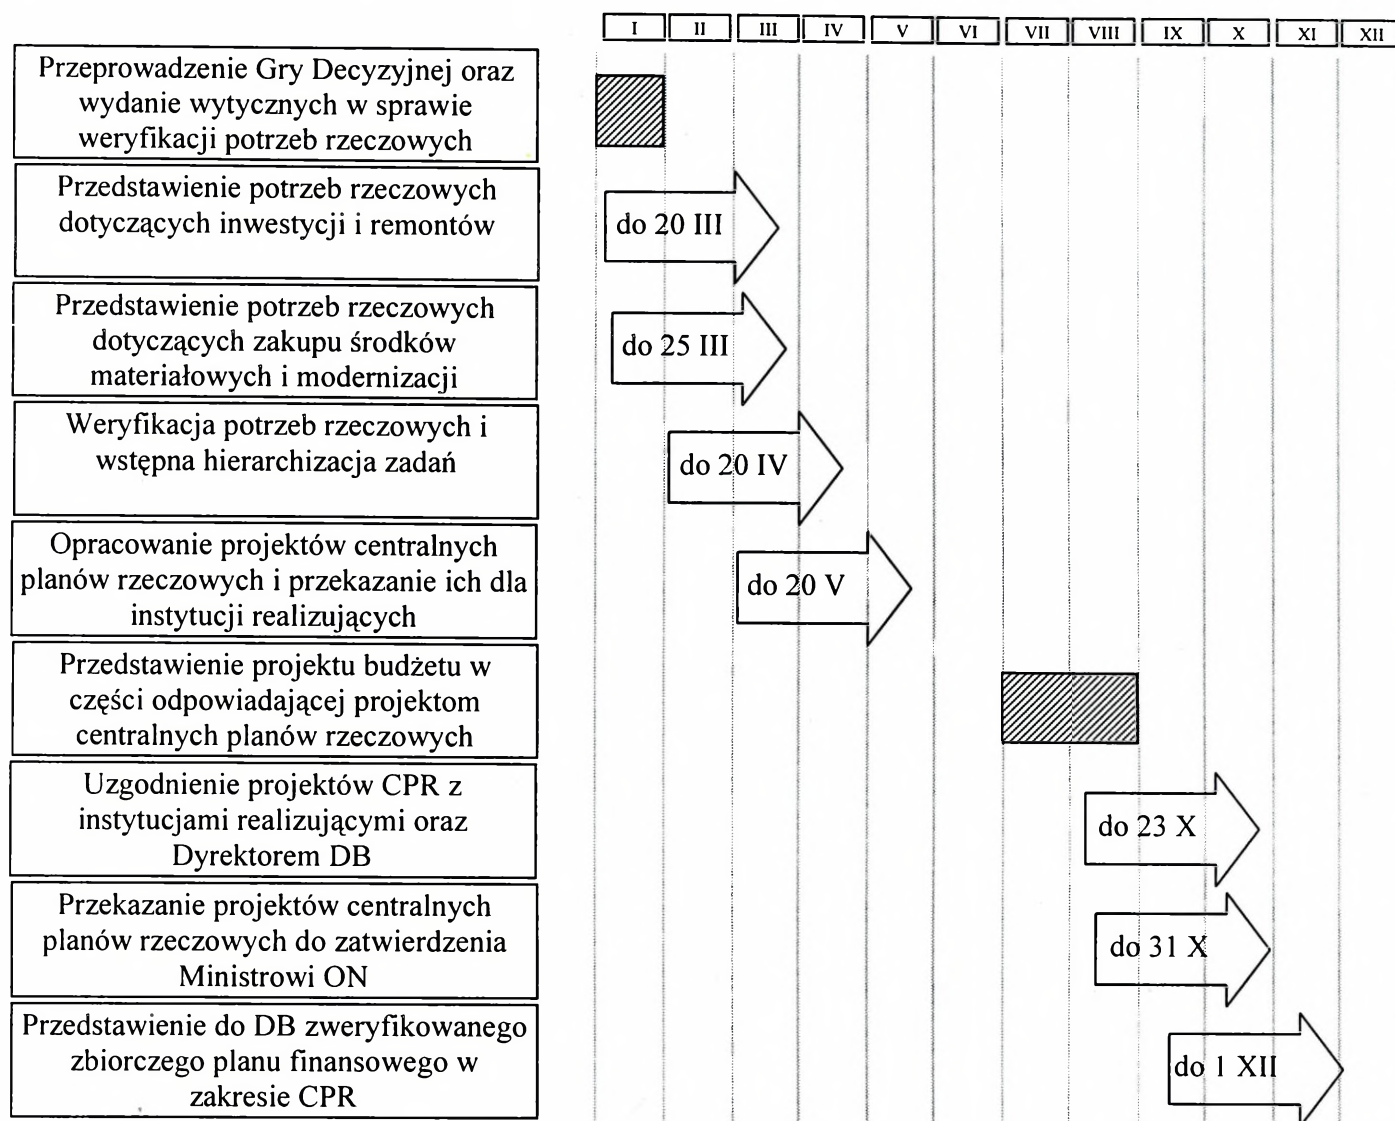 I II III IV V VI VII VIII IX X XI XII
Przeprowadzenie Gry Decyzyjnej oraz
wydanie wytycznych w sprawie
weryfikacji potrzeb rzeczowych
Przedstawienie potrzeb rzeczowych
dotyczących inwestycji i remontów
do 20 III
Przedstawienie potrzeb rzeczowych
dotyczących zakupu środków
materiałowych i modernizacji
do 25 III
Weryfikacja potrzeb rzeczowych i
wstępna hierarchizacja zadań
do 20 IV
Opracowanie projektów centralnych
planów rzeczowych i przekazanie ich dla
instytucji realizujących
do 20 V
Przedstawienie projektu budżetu w
części odpowiadającej projektom
centralnych planów rzeczowych
Uzgodnienie projektów CPR z
instytucjami realizującymi oraz
Dyrektorem DB
do 23 X
Przekazanie projektów centralnych
planów rzeczowych do zatwierdzenia
Ministrowi ON
do 31 X
Przedstawienie do DB zweryfikowanego
zbiorczego planu finansowego w
zakresie CPR
do 1 XII